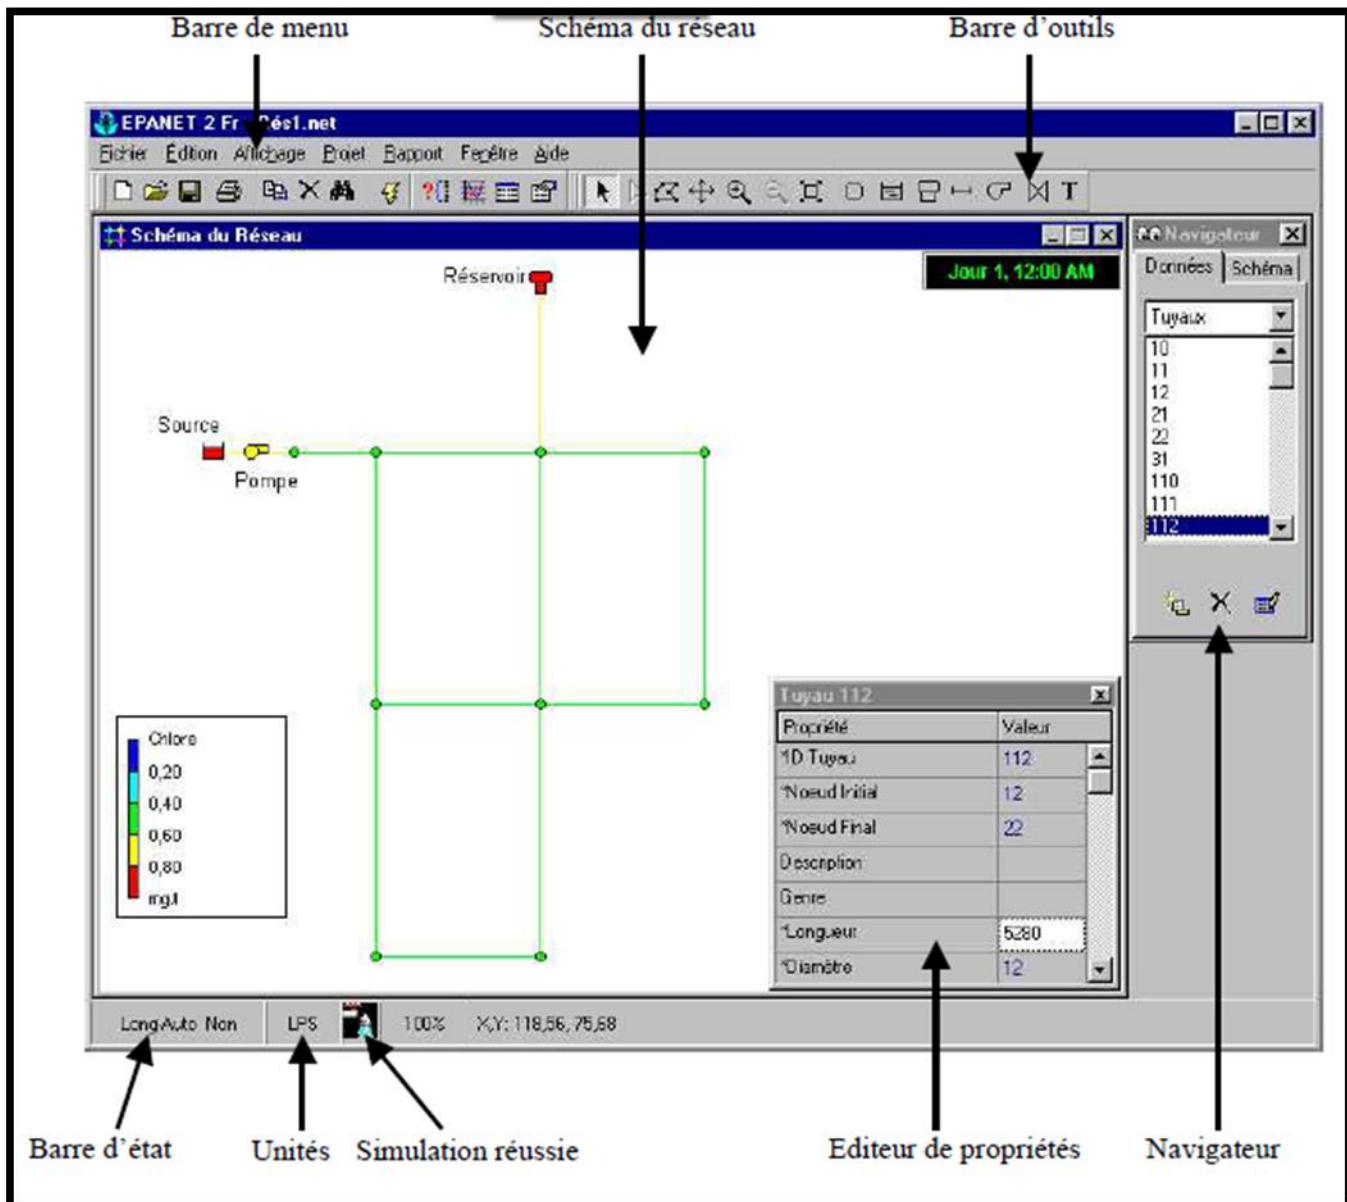 Barre de menu
Schéma du réseau
Barre d'outils
EPANET 2 Fr - Rés1.net
Fichier Édition Affichage Projet Rapport Fenêtre Aide
Schéma du Réseau
Navigateur
Réservoir
Jour 1, 12:00 AM
Données Schéma
Tuyaux
10
11
12
21
22
31
110
111
112
Source
Pompe
Tuyau 112
Propriété Valeur
*ID Tuyau 112
*Noeud Initial 12
*Noeud Final 22
Description
Genre
*Longueur 5280
*Diamètre 12
Chlore
0,20
0,40
0,60
0,80
mg/l
Long-Auto Non LPS 100% X,Y: 118,56, 75,68
Barre d'état
Unités
Simulation réussie
Editeur de propriétés
Navigateur